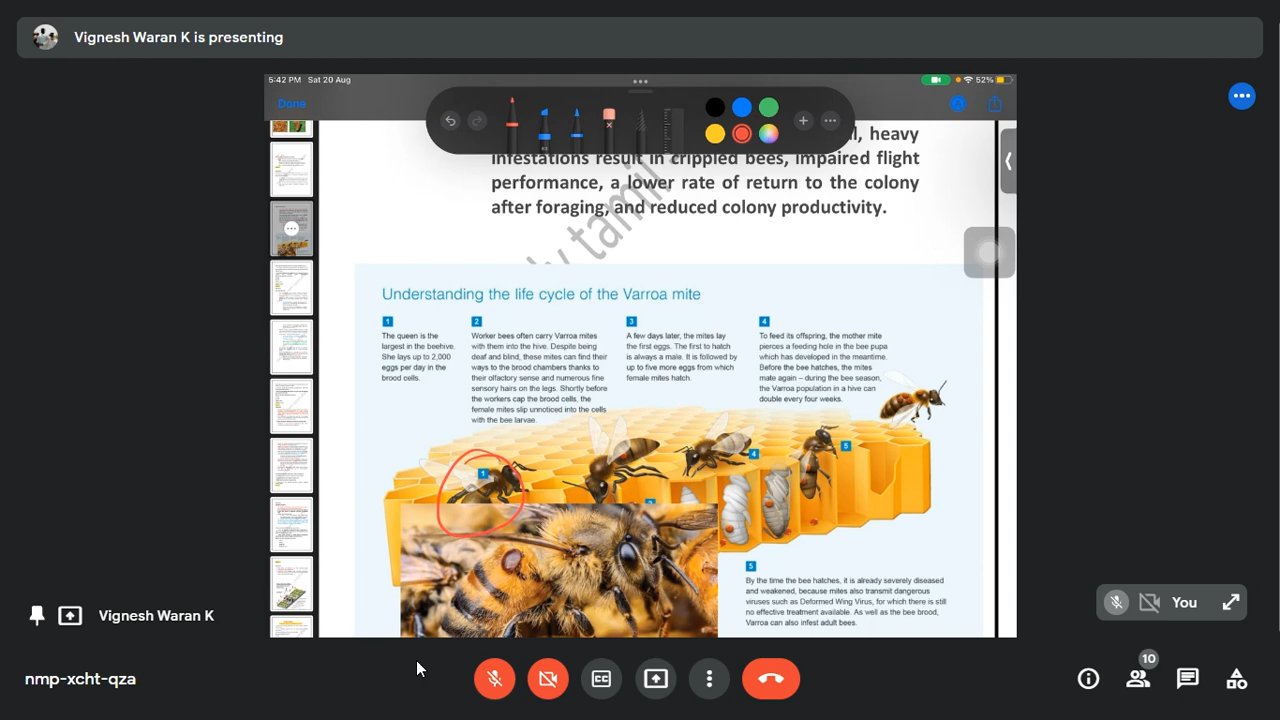 Vignesh Waran K is presenting
5:42 PM Sat 20 Aug
52%
Done
heavy
infestations result in crippled bees, impaired flight
performance, a lower rate of return to the colony
after foraging, and reduced colony productivity.
tamil
Understanding the life cycle of the Varroa mite
1
The queen is the
largest in the beehive.
She lays up to 2,000
eggs per day in the
brood cells.
2
Worker bees often carry Varroa mites
with them into the hive. Despite being
deaf and blind, these mites can find their
ways to the brood chambers thanks to
their olfactory sense and numerous fine
sensory hairs on the legs. Shortly before
the workers cap the brood cells, the
female mites slip unnoticed into the cells
with the bee larvae.
3
A few days later, the mites lay
the first eggs. The first to hatch
is always a male. It is followed by
up to five more eggs from which
female mites hatch.
4
To feed its offspring, the mother mite
pierces a feeding hole in the bee pupa
which has developed in the meantime.
Before the bee hatches, the mites
mate again – during the bee season,
the Varroa population in a hive can
double every four weeks.
1
4
5
5
By the time the bee hatches, it is already severely diseased
and weakened, because mites also transmit dangerous
viruses such as Deformed Wing Virus, for which there is still
no effective treatment available. As well as the bee brood,
Varroa can also infest adult bees.
Vignesh Waran K
You
nmp-xcht-qza
CC
10